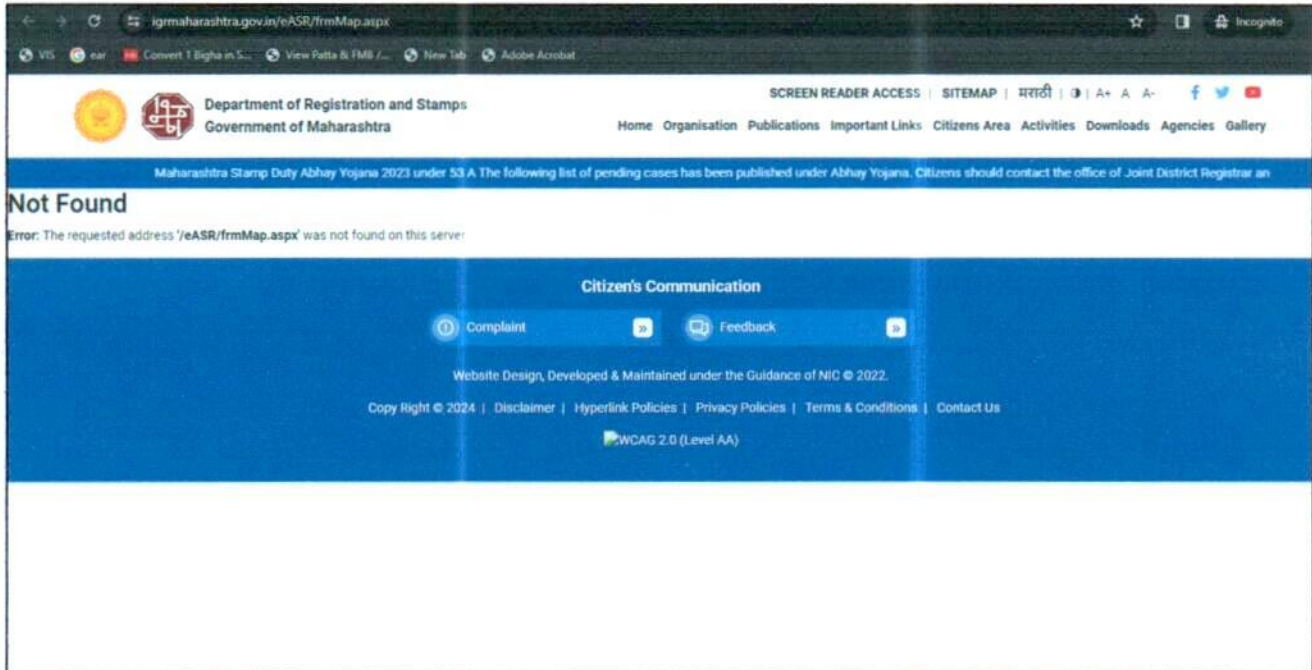 igrmaharashtra.gov.in/eASR/frmMap.aspx
Incognito
VIS
ear
Convert 1 Bigha in S...
View Patta & FMB /...
New Tab
Adobe Acrobat
SCREEN READER ACCESS | SITEMAP | मराठी | A+ A A-
Department of Registration and Stamps
Government of Maharashtra
Home Organisation Publications Important Links Citizens Area Activities Downloads Agencies Gallery
Maharashtra Stamp Duty Abhay Yojana 2023 under 53 A The following list of pending cases has been published under Abhay Yojana. Citizens should contact the office of Joint District Registrar an
Not Found
Error: The requested address '/eASR/frmMap.aspx' was not found on this server
Citizen's Communication
Complaint
Feedback
Website Design, Developed & Maintained under the Guidance of NIC © 2022.
Copy Right © 2024 | Disclaimer | Hyperlink Policies | Privacy Policies | Terms & Conditions | Contact Us
WCAG 2.0 (Level AA)